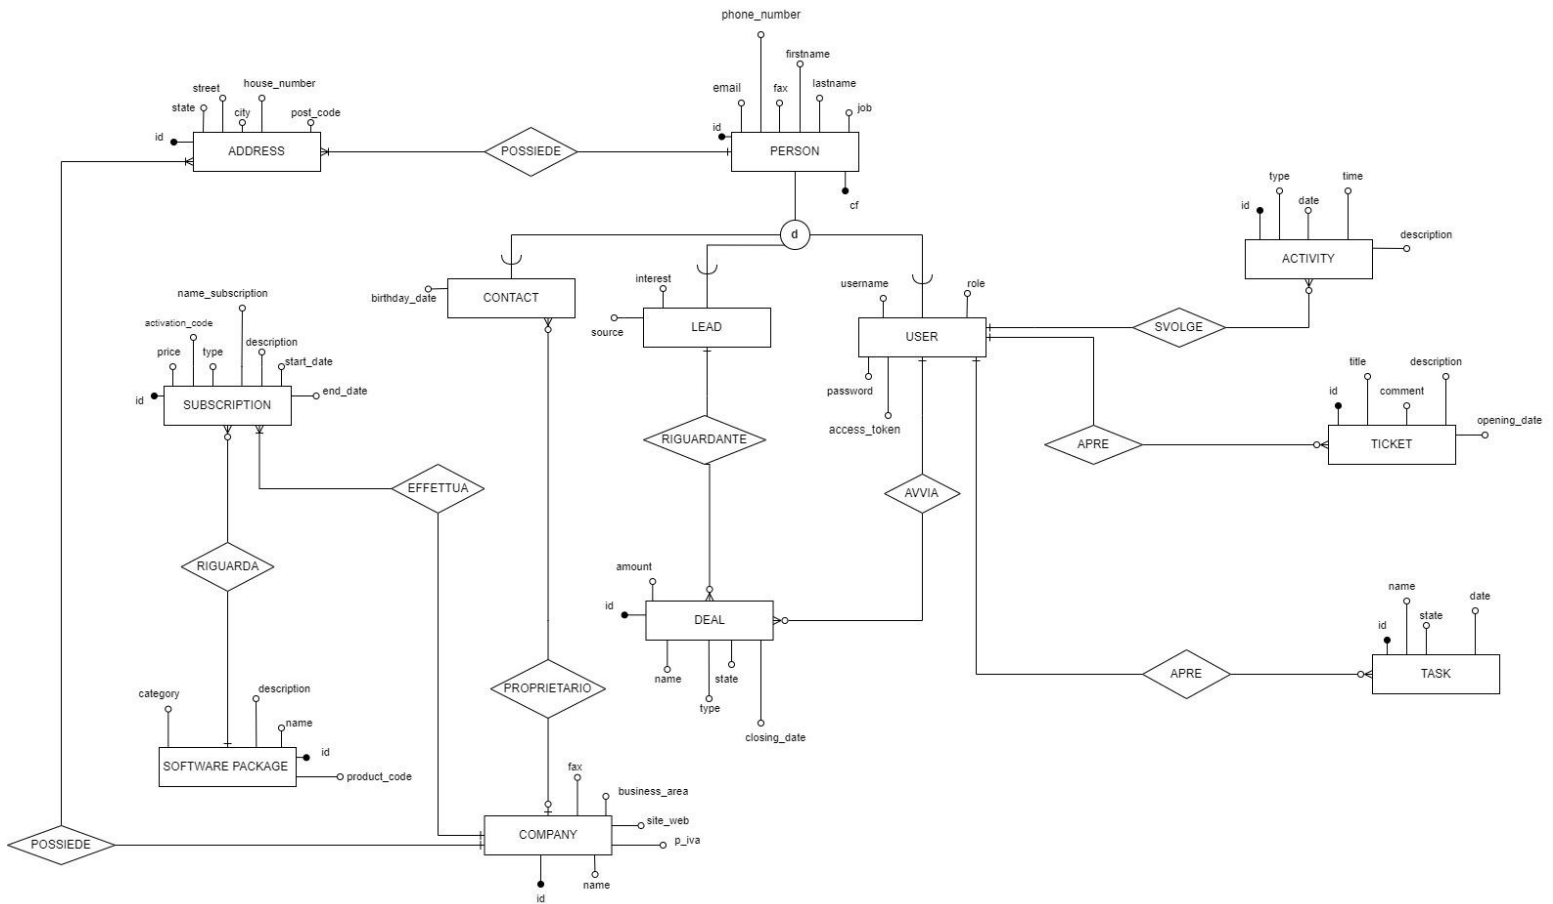 phone_number
firstname
email
fax
lastname
job
id
PERSON
cf
street
house_number
state
city
post_code
id
ADDRESS
POSSIEDE
d
type
time
id
date
description
ACTIVITY
birthday_date
CONTACT
interest
source
LEAD
username
role
USER
password
access_token
SVOLGE
name_subscription
activation_code
price
type
description
start_date
id
end_date
SUBSCRIPTION
title
description
id
comment
opening_date
TICKET
APRE
RIGUARDANTE
EFFETTUA
AVVIA
RIGUARDA
amount
id
DEAL
name
state
type
closing_date
name
date
id
state
TASK
APRE
PROPRIETARIO
category
description
name
id
SOFTWARE PACKAGE
product_code
fax
business_area
site_web
COMPANY
p_iva
name
id
POSSIEDE